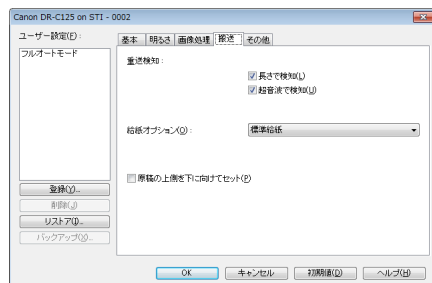 Canon DR-C125 on STI - 0002
ユーザー設定(F):
フルオートモード
登録(Y)...
削除(J)
リストア(T)...
バックアップ(X)...
基本 明るさ 画像処理 搬送 その他
重送検知:
長さで検知(L)
超音波で検知(U)
給紙オプション(O):
標準給紙
原稿の上側を下に向けてセット(P)
OK キャンセル 初期値(D) ヘルプ(H)